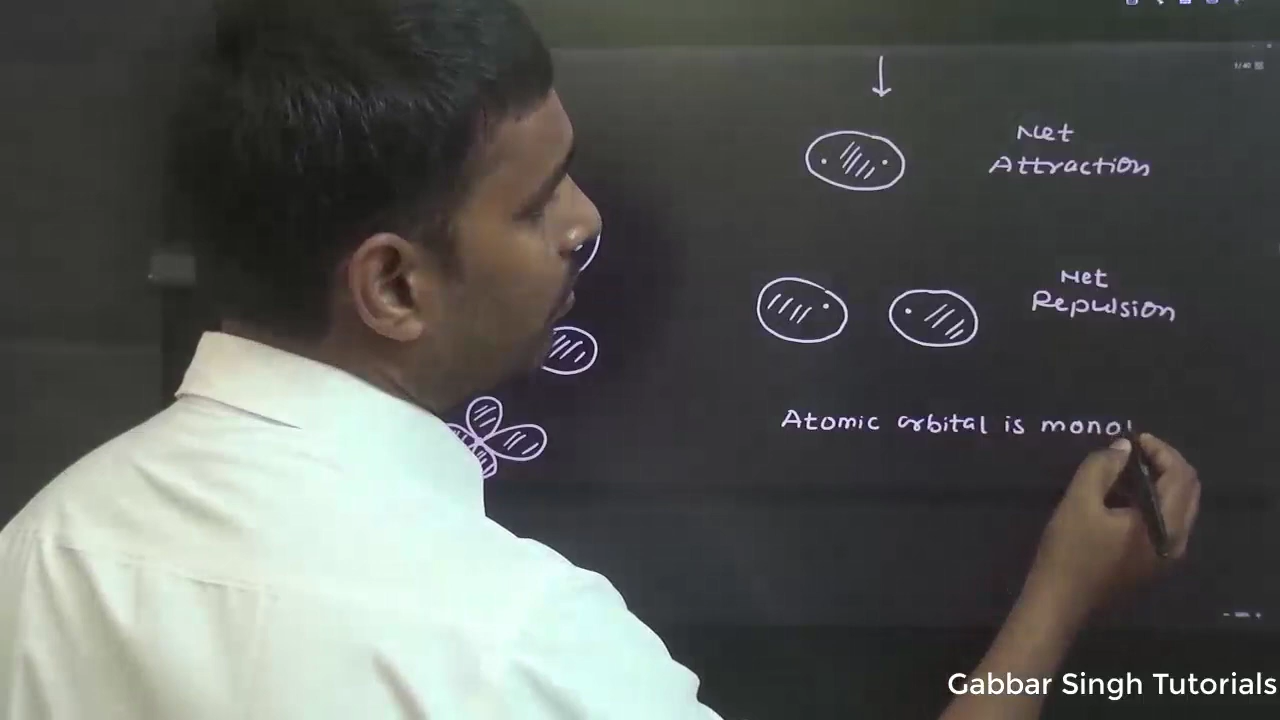 Net
Attraction
Net
Repulsion
Atomic orbital is mono
Gabbar Singh Tutorials